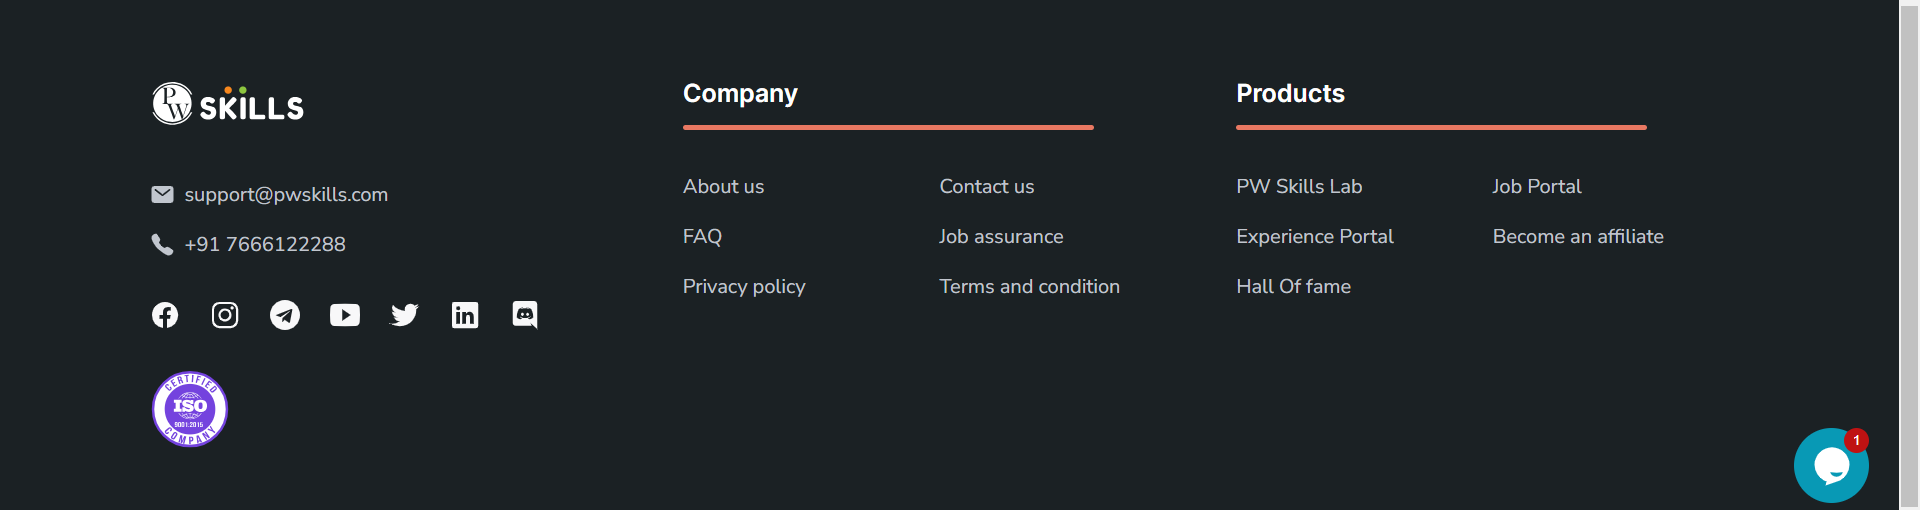 PW SKILLS
support@pwskills.com
+91 7666122288
CERTIFIED
ISO
9001:2015
COMPANY
Company
About us
Contact us
FAQ
Job assurance
Privacy policy
Terms and condition
Products
PW Skills Lab
Job Portal
Experience Portal
Become an affiliate
Hall Of fame
1